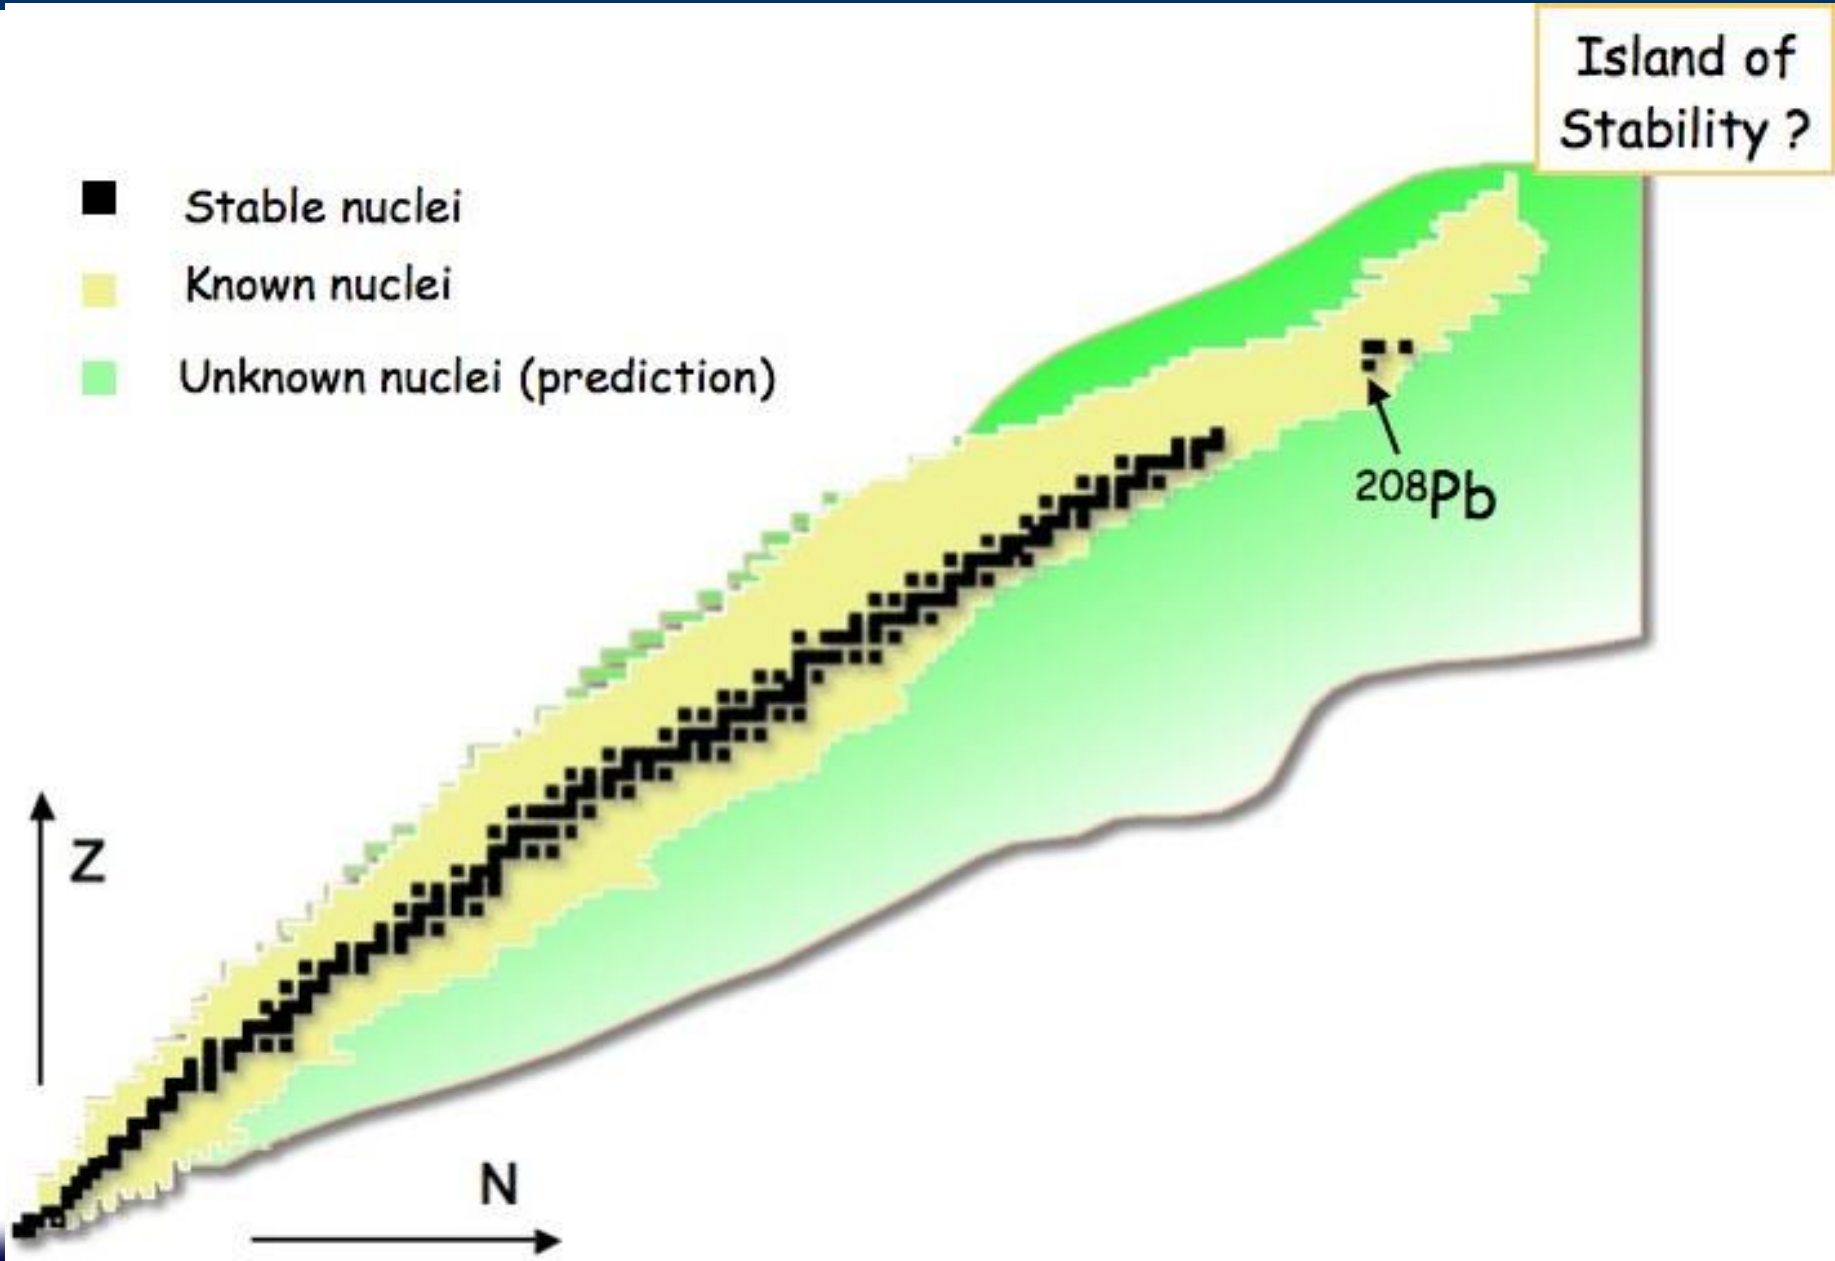 Island of
Stability ?
Stable nuclei
Known nuclei
Unknown nuclei (prediction)
²⁰⁸Pb
Z
N